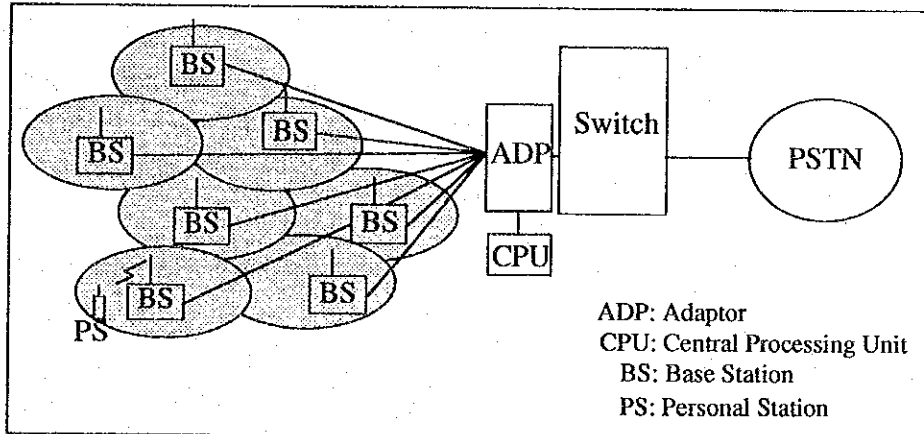 BS
BS
BS
BS
BS
BS
BS
PS
ADP
CPU
Switch
PSTN
ADP: Adaptor
CPU: Central Processing Unit
BS: Base Station
PS: Personal Station